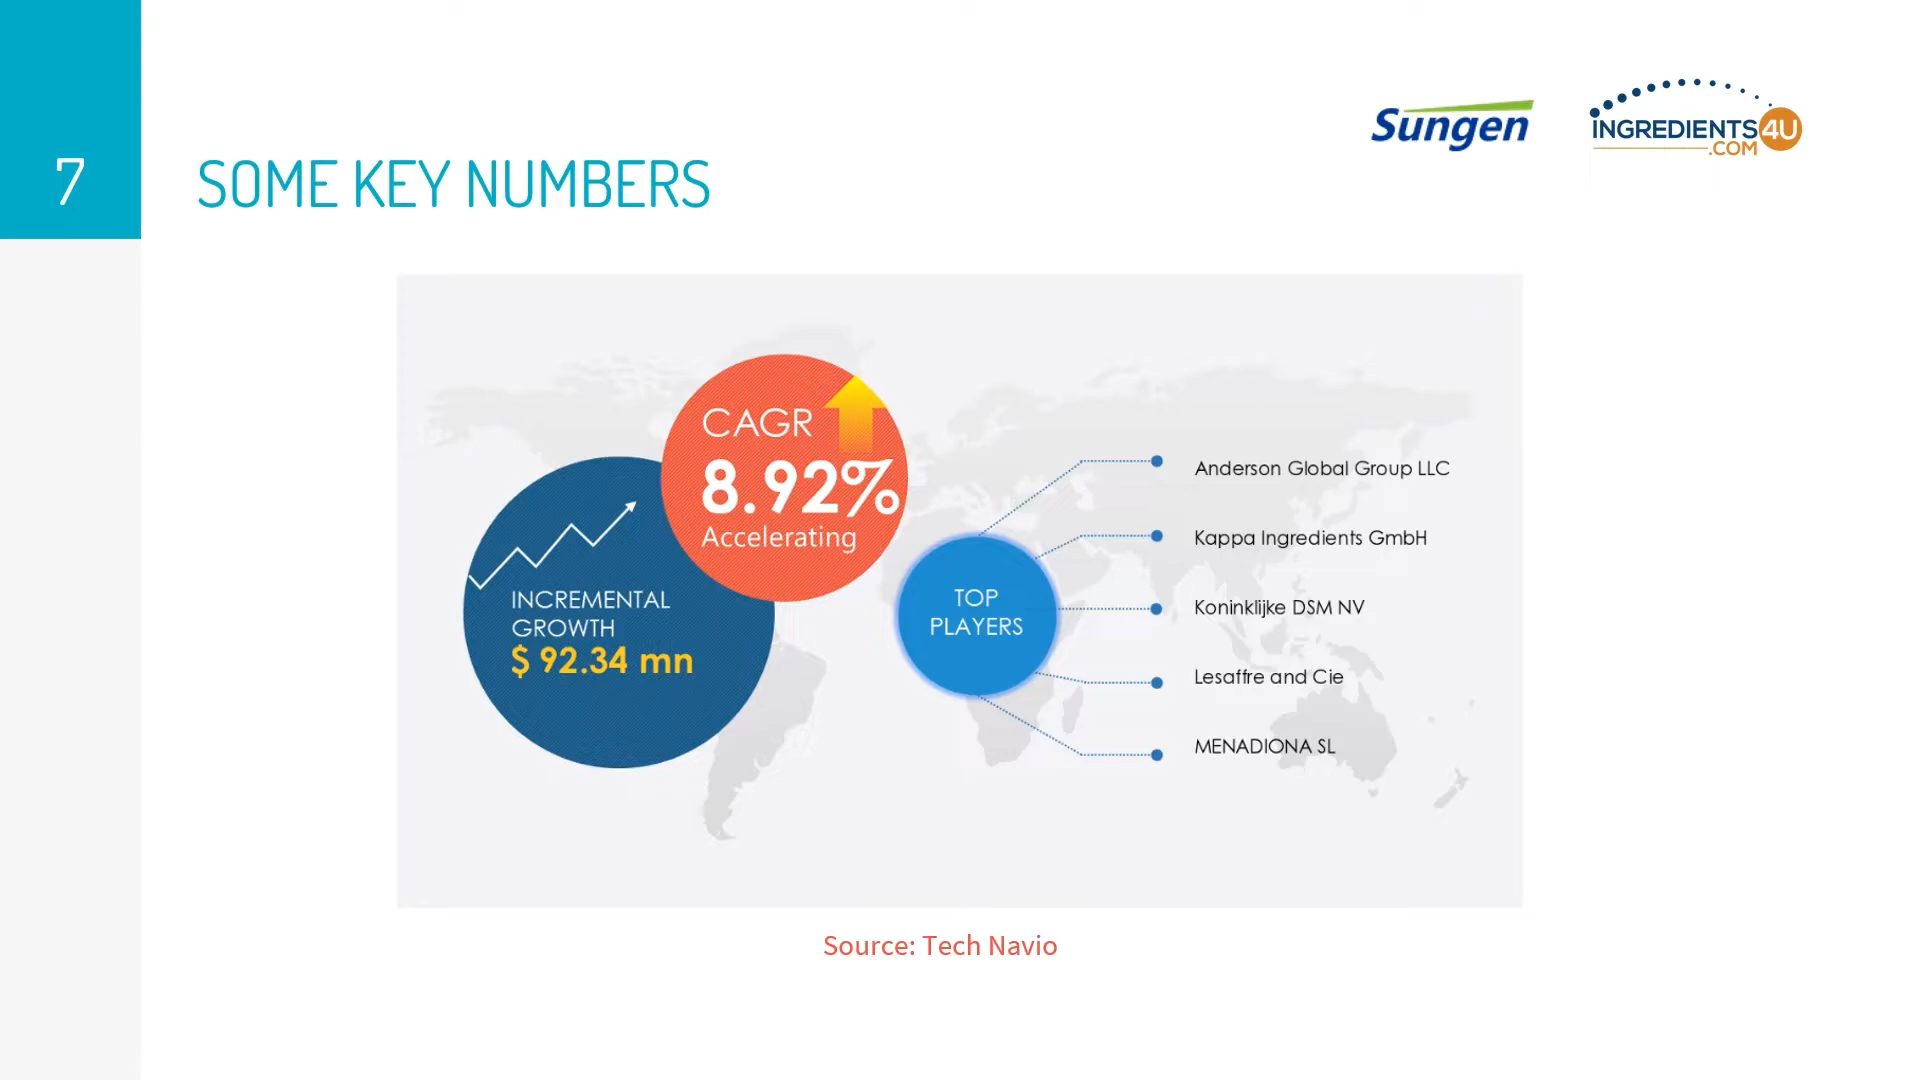 7
SOME KEY NUMBERS
Sungen
INGREDIENTS4U
.COM
CAGR
8.92%
Accelerating
INCREMENTAL
GROWTH
$ 92.34 mn
TOP
PLAYERS
Anderson Global Group LLC
Kappa Ingredients GmbH
Koninklijke DSM NV
Lesaffre and Cie
MENADIONA SL
Source: Tech Navio